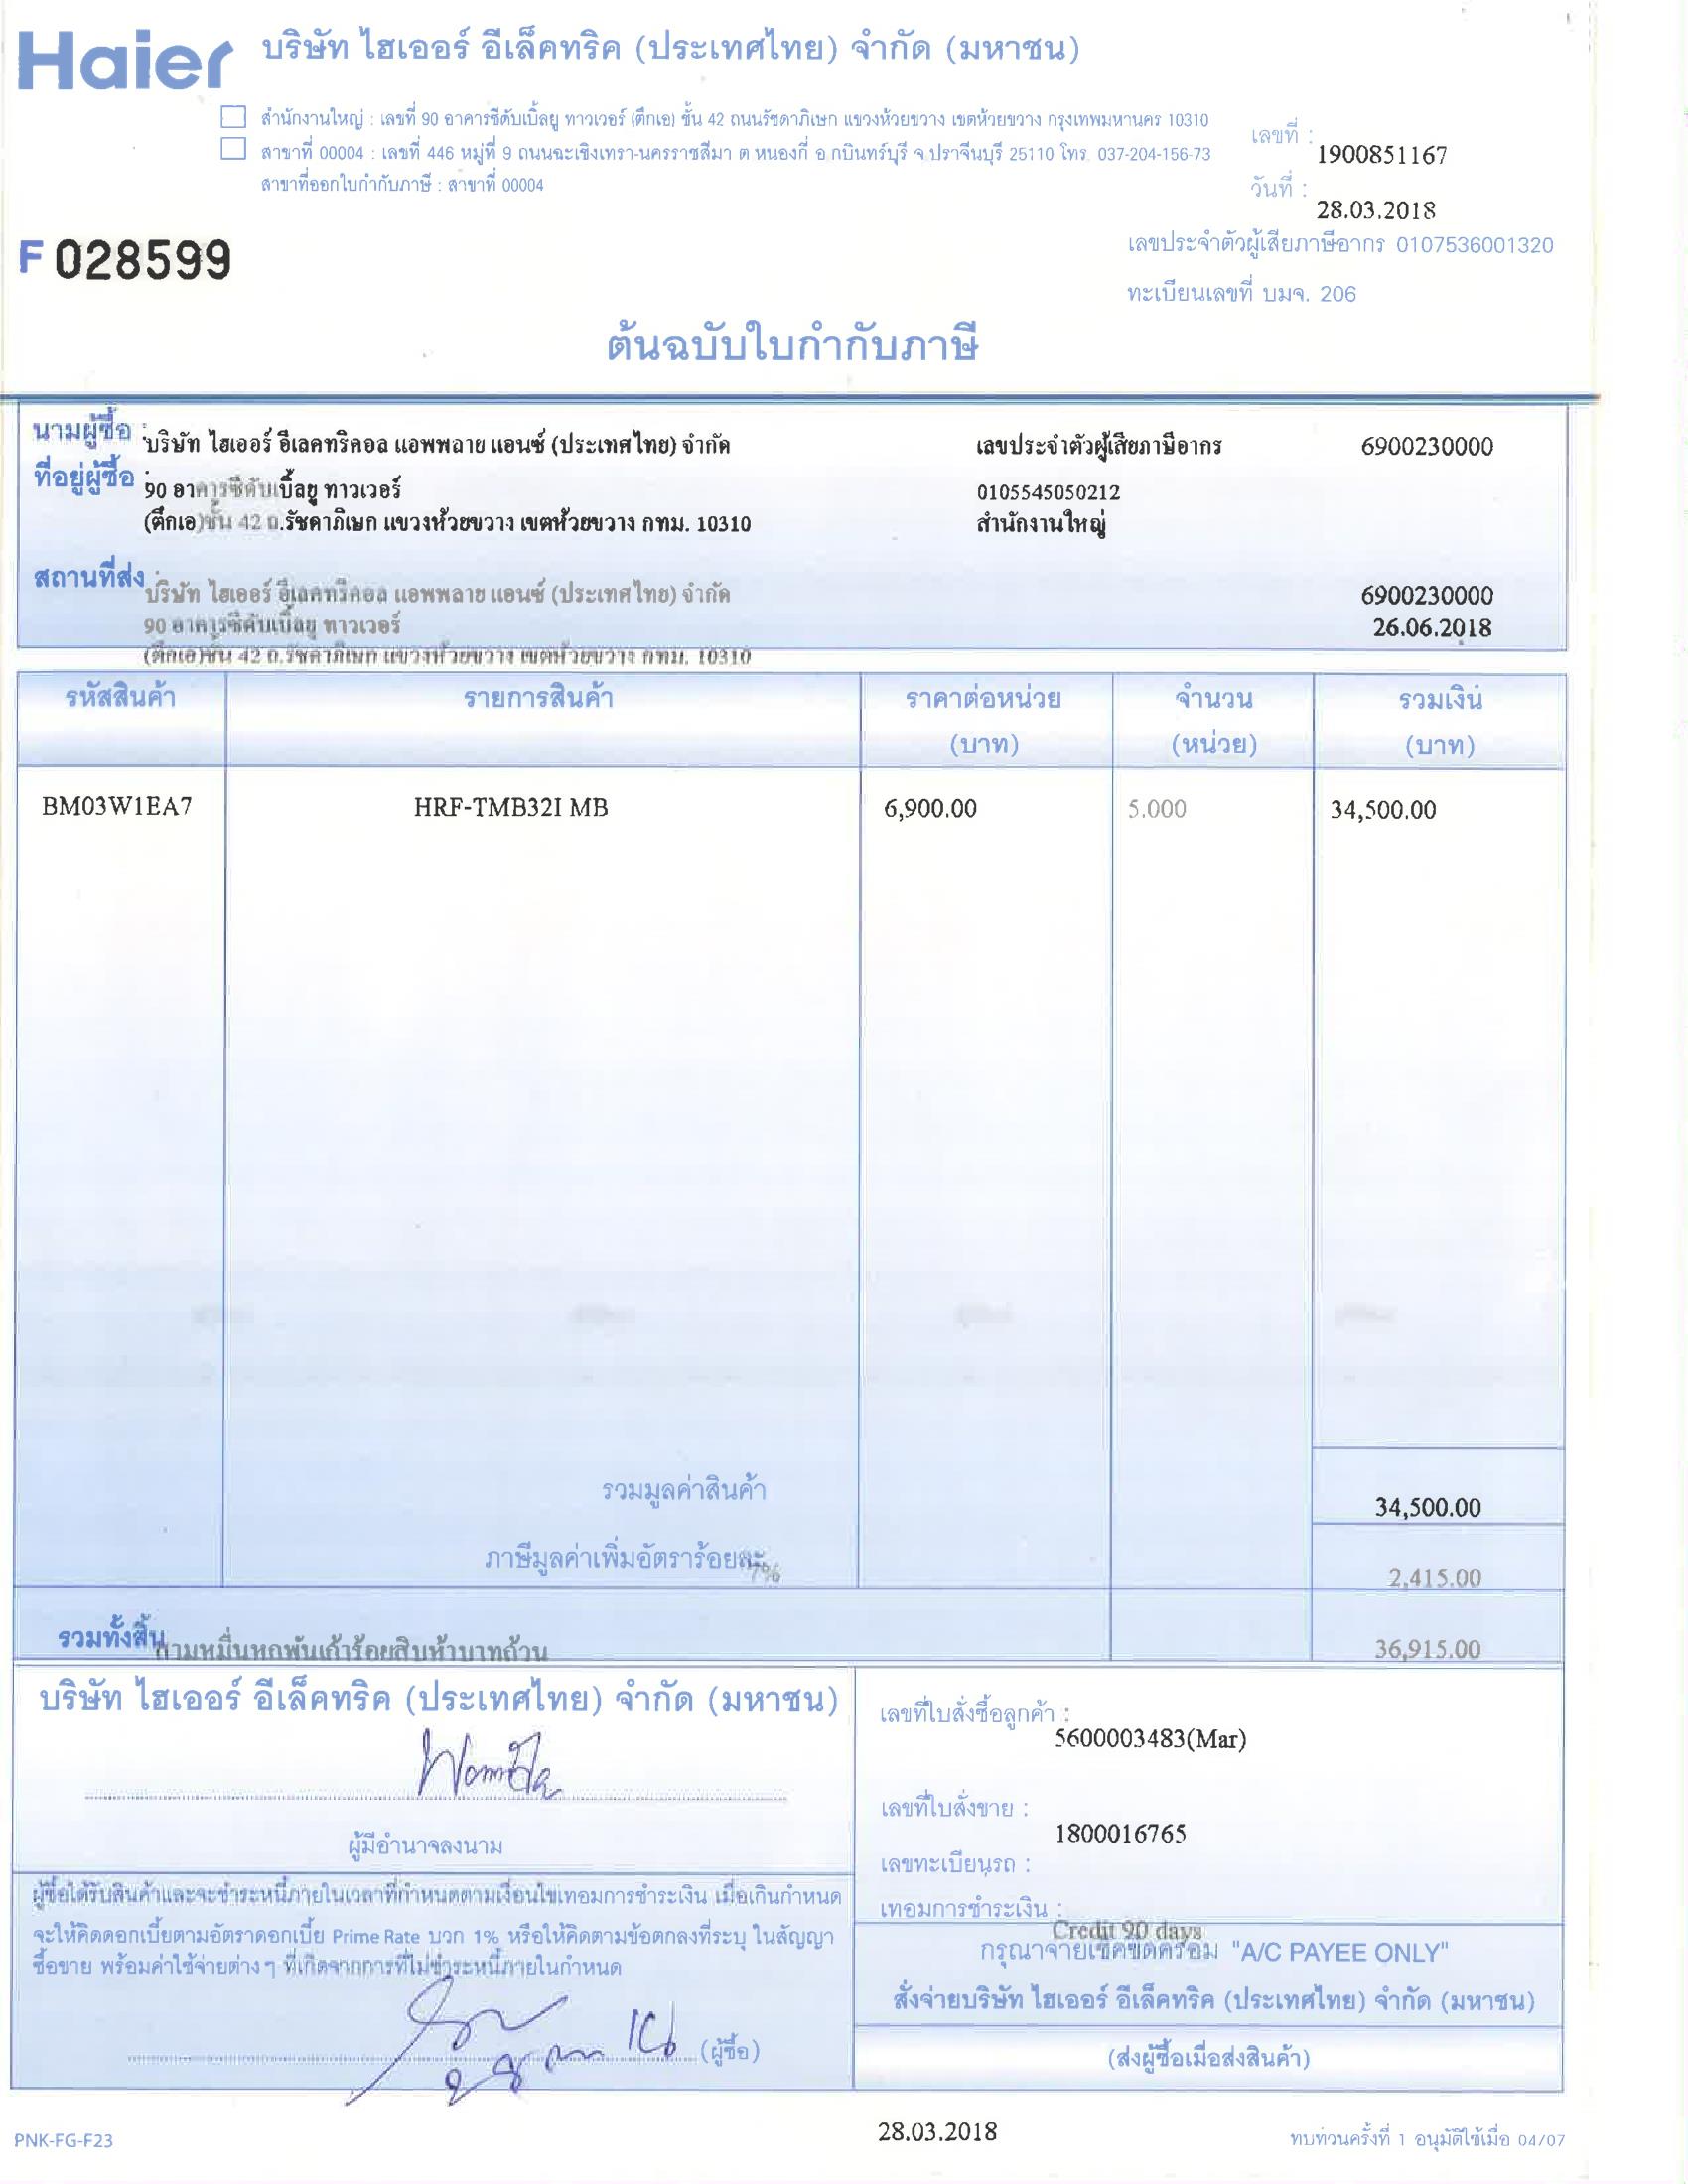 Haier บริษัท ไฮเออร์ อีเล็คทริค (ประเทศไทย) จำกัด (มหาชน)
สำนักงานใหญ่ : เลขที่ 90 อาคารซีดับเบิ้ลยู ทาวเวอร์ (ตึกเอ) ชั้น 42 ถนนรัชดาภิเษก แขวงห้วยขวาง เขตห้วยขวาง กรุงเทพมหานคร 10310
สาขาที่ 00004 : เลขที่ 446 หมู่ที่ 9 ถนนฉะเชิงเทรา-นครราชสีมา ต หนองกี่ อ กบินทร์บุรี จ.ปราจีนบุรี 25110 โทร. 037-204-156-73
สาขาที่ออกใบกำกับภาษี : สาขาที่ 00004
เลขที่ : 1900851167
วันที่ : 28.03.2018
F 028599
เลขประจำตัวผู้เสียภาษีอากร 0107536001320
ทะเบียนเลขที่ บมจ. 206
ต้นฉบับใบกำกับภาษี
นามผู้ซื้อ : บริษัท ไฮเออร์ อีเลคทริคอล แอพพลาย แอนซ์ (ประเทศไทย) จำกัด เลขประจำตัวผู้เสียภาษีอากร 6900230000
ที่อยู่ผู้ซื้อ : 90 อาคารซีดับเบิ้ลยู ทาวเวอร์ 0105545050212
(ตึกเอ)ชั้น 42 ถ.รัชดาภิเษก แขวงห้วยขวาง เขตห้วยขวาง กทม. 10310 สำนักงานใหญ่
สถานที่ส่ง : บริษัท ไฮเออร์ อีเลคทริคอล แอพพลาย แอนซ์ (ประเทศไทย) จำกัด 6900230000
90 อาคารซีดับเบิ้ลยู ทาวเวอร์ 26.06.2018
(ตึกเอ)ชั้น 42 ถ.รัชดาภิเษก แขวงห้วยขวาง เขตห้วยขวาง กทม. 10310
รหัสสินค้า รายการสินค้า ราคาต่อหน่วย จำนวน รวมเงิน
(บาท) (หน่วย) (บาท)
BM03W1EA7 HRF-TMB32I MB 6,900.00 5.000 34,500.00
รวมมูลค่าสินค้า 34,500.00
ภาษีมูลค่าเพิ่มอัตราร้อยละ 7% 2,415.00
รวมทั้งสิ้น สามหมื่นหกพันเก้าร้อยสิบห้าบาทถ้วน 36,915.00
บริษัท ไฮเออร์ อีเล็คทริค (ประเทศไทย) จำกัด (มหาชน)
ผู้มีอำนาจลงนาม
เลขที่ใบสั่งซื้อลูกค้า : 5600003483(Mar)
เลขที่ใบสั่งขาย : 1800016765
เลขทะเบียนรถ :
เทอมการชำระเงิน : Credit 90 days
ผู้ซื้อได้รับสินค้าและจะชำระหนี้ภายในเวลาที่กำหนดตามเงื่อนไขเทอมการชำระเงิน เมื่อเกินกำหนด
จะให้คิดดอกเบี้ยตามอัตราดอกเบี้ย Prime Rate บวก 1% หรือให้คิดตามข้อตกลงที่ระบุ ในสัญญา
ซื้อขาย พร้อมค่าใช้จ่ายต่าง ๆ ที่เกิดจากการที่ไม่ชำระหนี้ภายในกำหนด
(ผู้ซื้อ)
กรุณาจ่ายเช็คขีดคร่อม "A/C PAYEE ONLY"
สั่งจ่ายบริษัท ไฮเออร์ อีเล็คทริค (ประเทศไทย) จำกัด (มหาชน)
(ส่งผู้ซื้อเมื่อส่งสินค้า)
PNK-FG-F23 28.03.2018 ทบทวนครั้งที่ 1 อนุมัติใช้เมื่อ 04/07